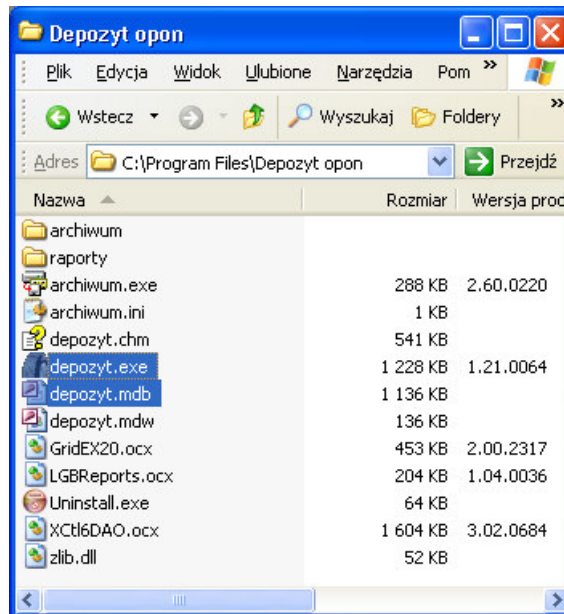 Depozyt opon
Plik Edycja Widok Ulubione Narzędzia Pom »
Wstecz Wyszukaj Foldery »
Adres C:\Program Files\Depozyt opon Przejdź
Nazwa Rozmiar Wersja prod
archiwum
raporty
archiwum.exe 288 KB 2.60.0220
archiwum.ini 1 KB
depozyt.chm 541 KB
depozyt.exe 1 228 KB 1.21.0064
depozyt.mdb 1 136 KB
depozyt.mdw 136 KB
GridEX20.ocx 453 KB 2.00.2317
LGBReports.ocx 204 KB 1.04.0036
Uninstall.exe 64 KB
XCtl6DAO.ocx 1 604 KB 3.02.0684
zlib.dll 52 KB